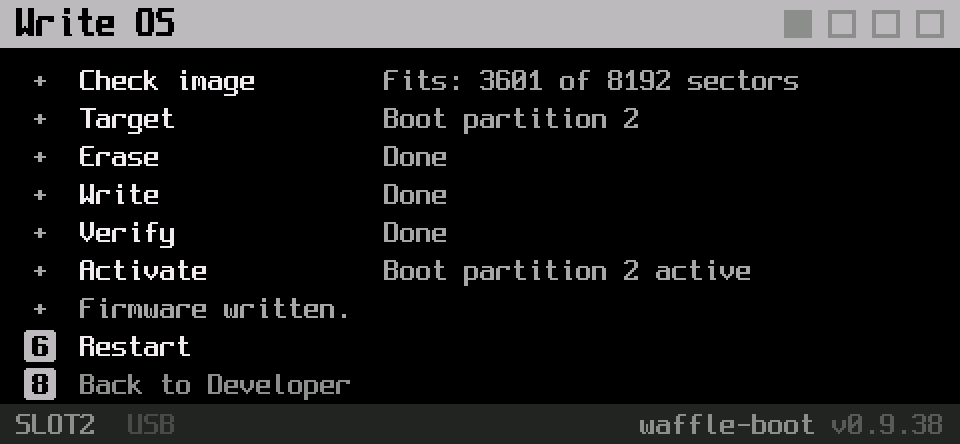 Write OS
+ Check image Fits: 3601 of 8192 sectors
+ Target Boot partition 2
+ Erase Done
+ Write Done
+ Verify Done
+ Activate Boot partition 2 active
+ Firmware written.
6 Restart
8 Back to Developer
SLOT2 USB waffle-boot v0.9.38